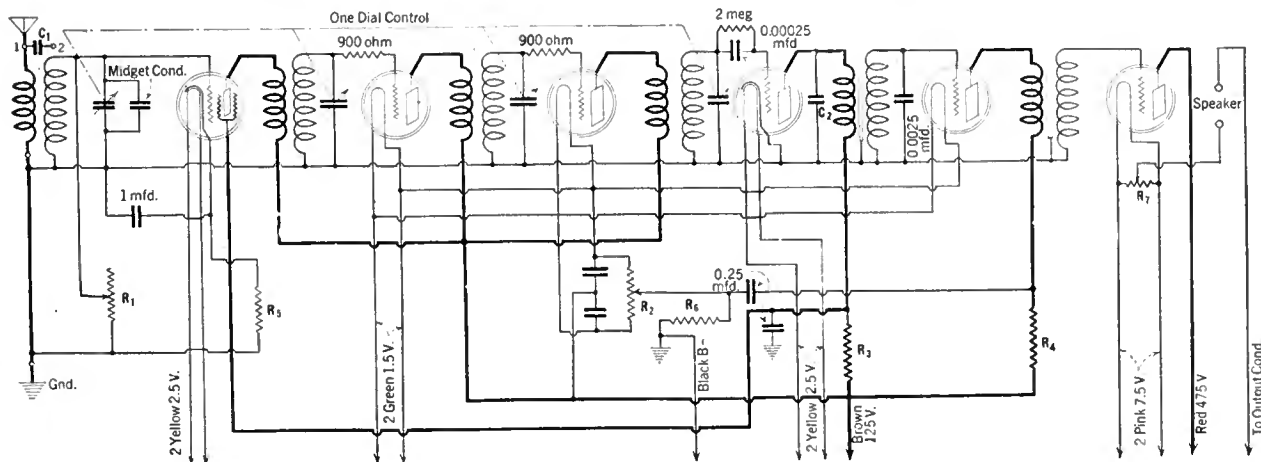 One Dial Control
2 meg
0.00025
mfd
C1
1
2
Midget Cond.
900 ohm
900 ohm
C2
0.0025
mfd.
Speaker
1 mfd.
R7
R1
R5
R2
0.25
mfd.
R6
R3
R4
Gnd.
2 Yellow 2.5 V.
2 Green 1.5 V.
Black B-
2 Yellow 2.5 V.
Brown
125 V.
2 Pink 7.5 V
Red 475 V
To Output Cond